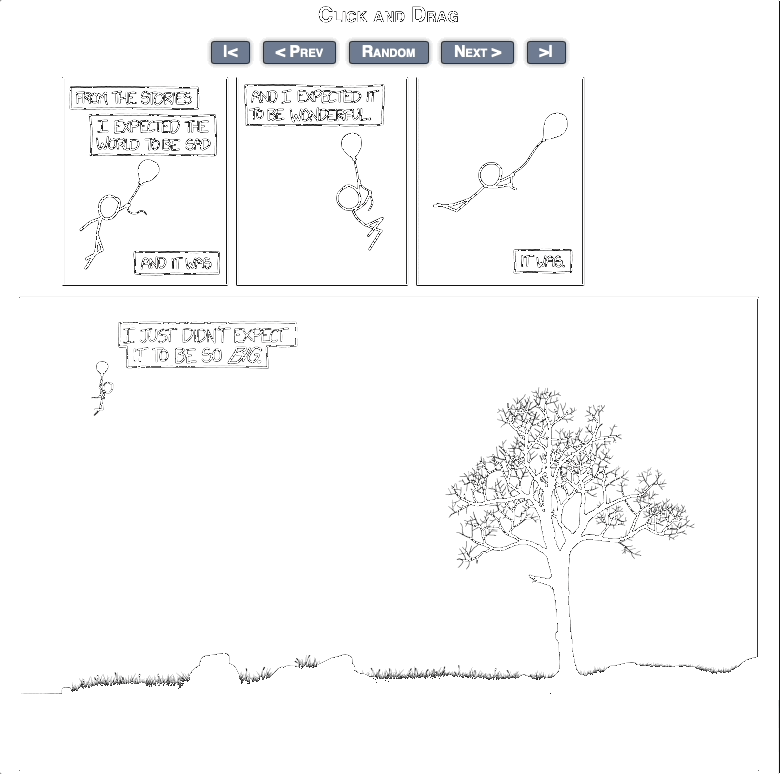 CLICK AND DRAG
|<
< PREV
RANDOM
NEXT >
>|
FROM THE STORIES
I EXPECTED THE
WORLD TO BE SAD
AND IT WAS
AND I EXPECTED IT
TO BE WONDERFUL.
IT WAS.
I JUST DIDN'T EXPECT
IT TO BE SO BIG.